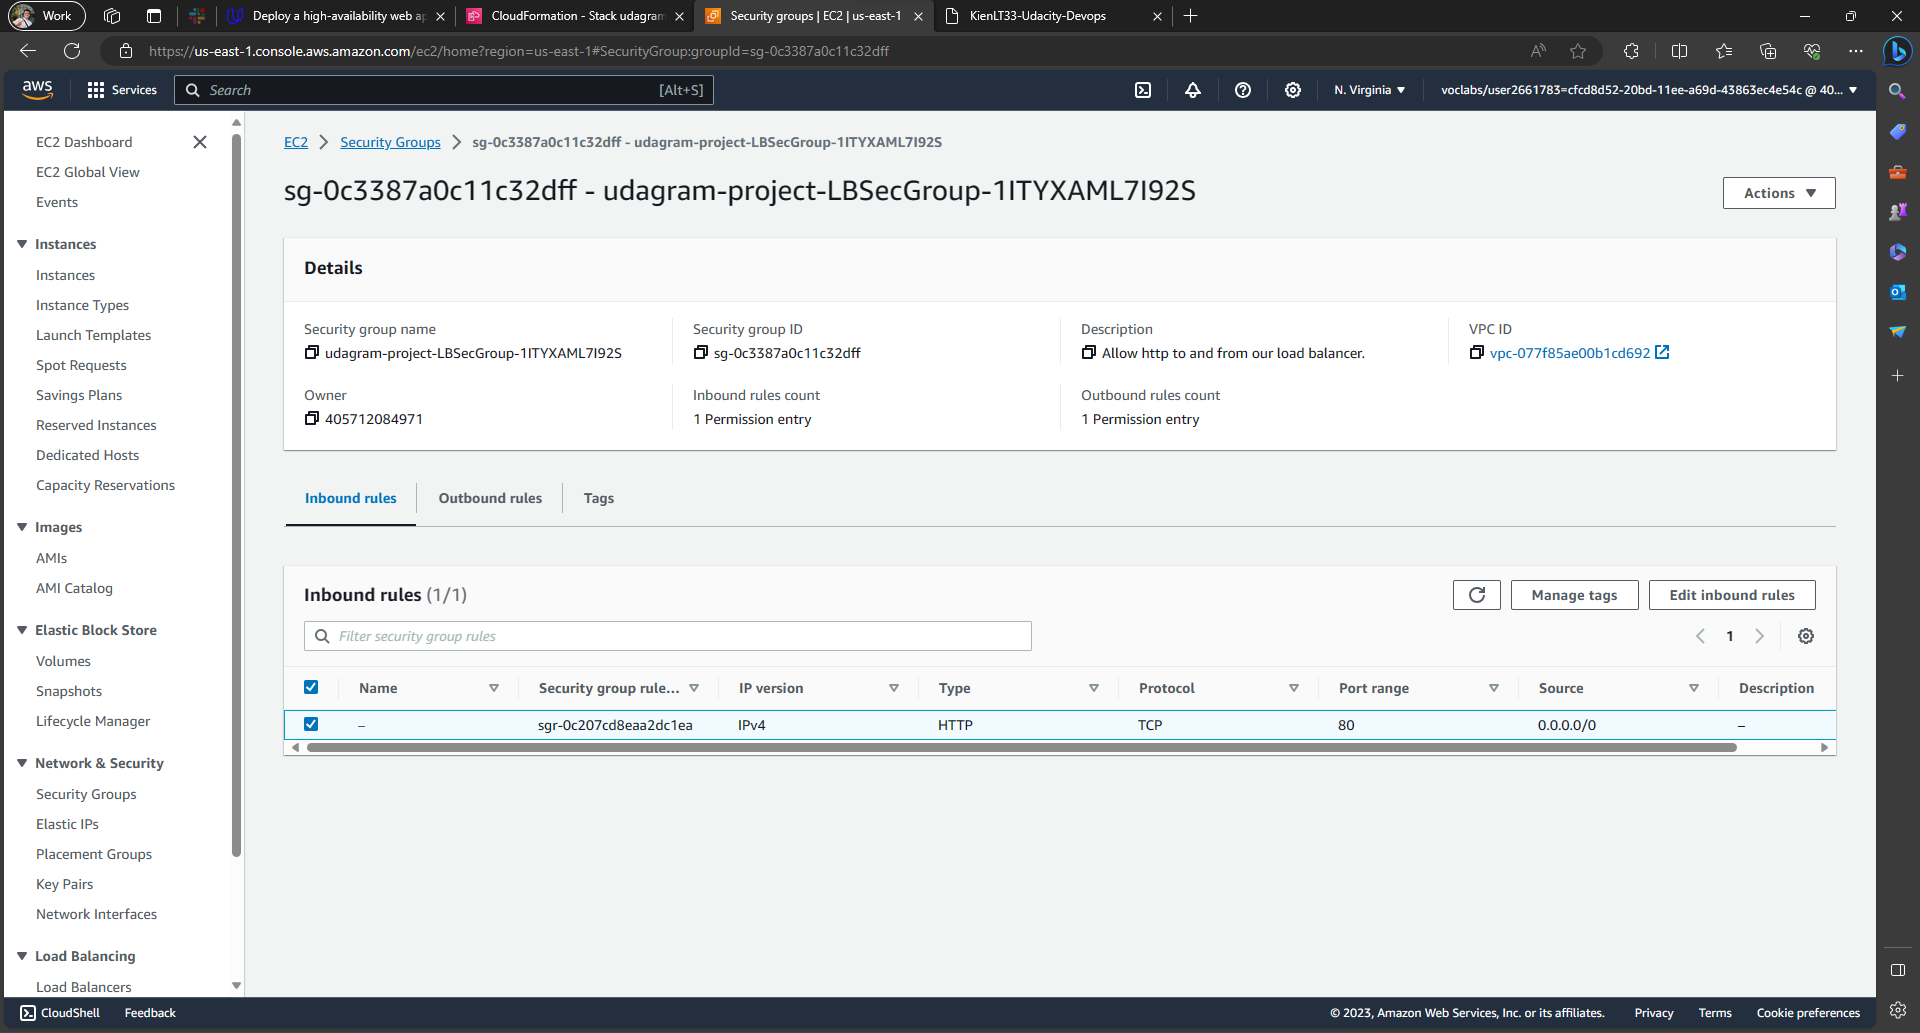 Work
Deploy a high-availability web ap
CloudFormation - Stack udagram
Security groups | EC2 | us-east-1
KienLT33-Udacity-Devops
https://us-east-1.console.aws.amazon.com/ec2/home?region=us-east-1#SecurityGroup:groupId=sg-0c3387a0c11c32dff
aws
Services
Search
[Alt+S]
N. Virginia
voclabs/user2661783=cfcd8d52-20bd-11ee-a69d-43863ec4e54c @ 40...
EC2 Dashboard
EC2 Global View
Events
Instances
Instances
Instance Types
Launch Templates
Spot Requests
Savings Plans
Reserved Instances
Dedicated Hosts
Capacity Reservations
Images
AMIs
AMI Catalog
Elastic Block Store
Volumes
Snapshots
Lifecycle Manager
Network & Security
Security Groups
Elastic IPs
Placement Groups
Key Pairs
Network Interfaces
Load Balancing
Load Balancers
EC2 > Security Groups > sg-0c3387a0c11c32dff - udagram-project-LBSecGroup-1ITYXAML7I92S
sg-0c3387a0c11c32dff - udagram-project-LBSecGroup-1ITYXAML7I92S
Actions
Details
Security group name
udagram-project-LBSecGroup-1ITYXAML7I92S
Security group ID
sg-0c3387a0c11c32dff
Description
Allow http to and from our load balancer.
VPC ID
vpc-077f85ae00b1cd692
Owner
405712084971
Inbound rules count
1 Permission entry
Outbound rules count
1 Permission entry
Inbound rules
Outbound rules
Tags
Inbound rules (1/1)
Manage tags
Edit inbound rules
Filter security group rules
1
Name Security group rule... IP version Type Protocol Port range Source Description
– sgr-0c207cd8eaa2dc1ea IPv4 HTTP TCP 80 0.0.0.0/0 –
CloudShell
Feedback
© 2023, Amazon Web Services, Inc. or its affiliates.
Privacy
Terms
Cookie preferences